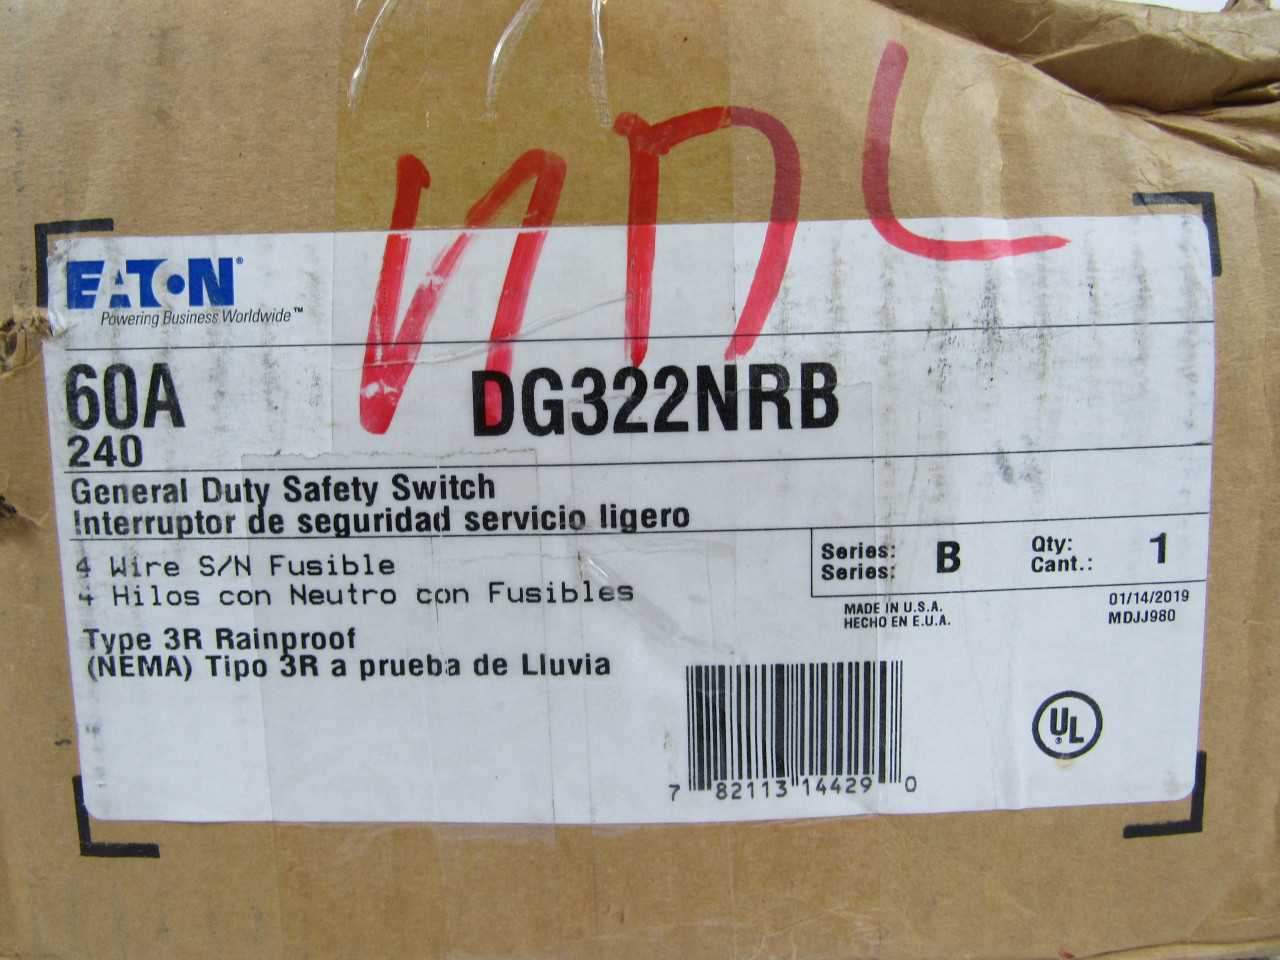 NDL
EATON®
Powering Business Worldwide™
60A DG322NRB
240
General Duty Safety Switch
Interruptor de seguridad servicio ligero
4 Wire S/N Fusible
4 Hilos con Neutro con Fusibles
Series: B Qty: 1
Series: Cant.:
MADE IN U.S.A. 01/14/2019
HECHO EN E.U.A. MDJJ980
Type 3R Rainproof
(NEMA) Tipo 3R a prueba de Lluvia
UL®
7 82113 14429 0